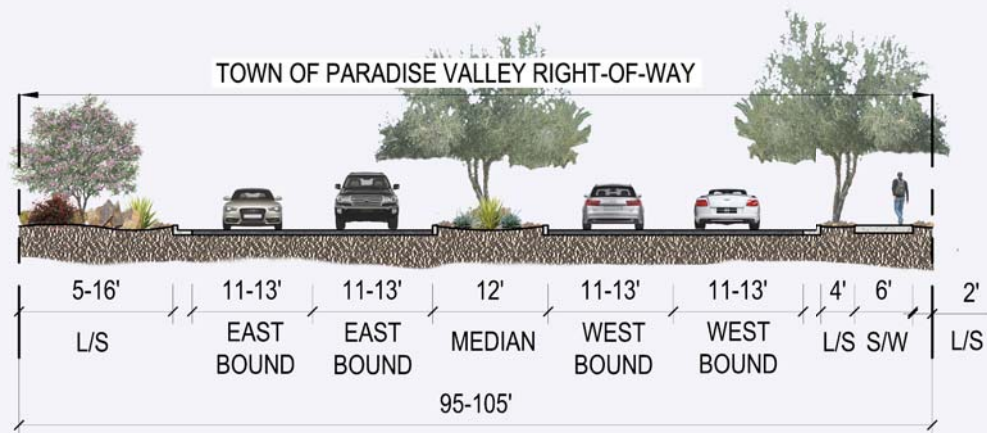 TOWN OF PARADISE VALLEY RIGHT-OF-WAY
5-16' 11-13' 11-13' 12' 11-13' 11-13' 4' 6' 2'
L/S EAST BOUND EAST BOUND MEDIAN WEST BOUND WEST BOUND L/S S/W L/S
95-105'